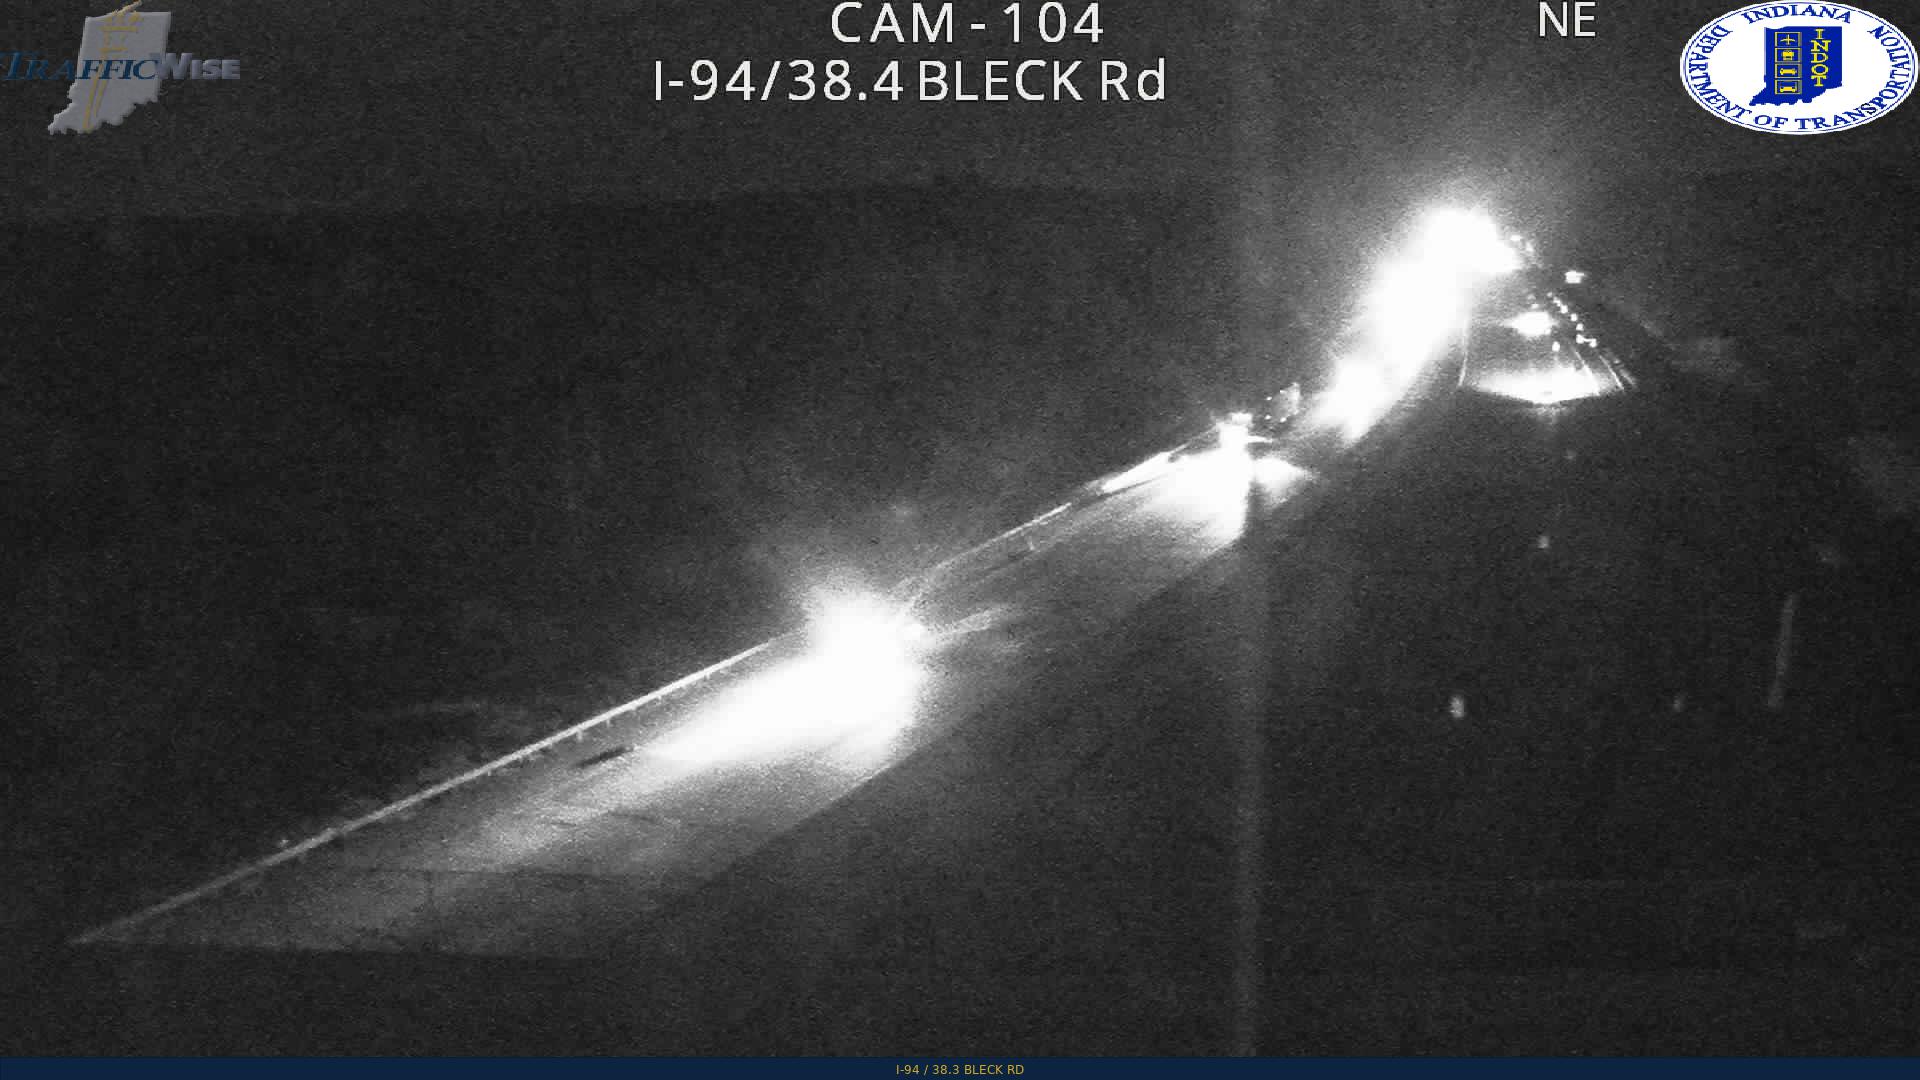 CAM-104
I-94/38.4 BLECK Rd
NE
TRAFFICWISE
INDIANA
DEPARTMENT OF TRANSPORTATION
INDOT
I-94 / 38.3 BLECK RD